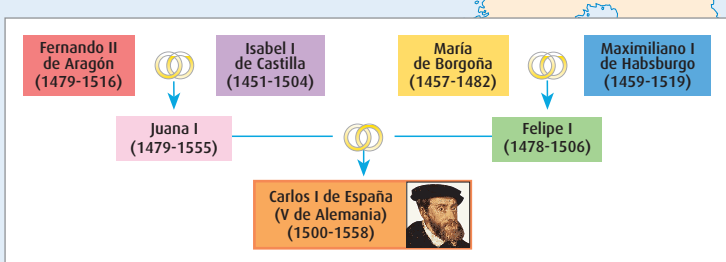 Fernando II
de Aragón
(1479-1516)
Isabel I
de Castilla
(1451-1504)
María
de Borgoña
(1457-1482)
Maximiliano I
de Habsburgo
(1459-1519)
Juana I
(1479-1555)
Felipe I
(1478-1506)
Carlos I de España
(V de Alemania)
(1500-1558)